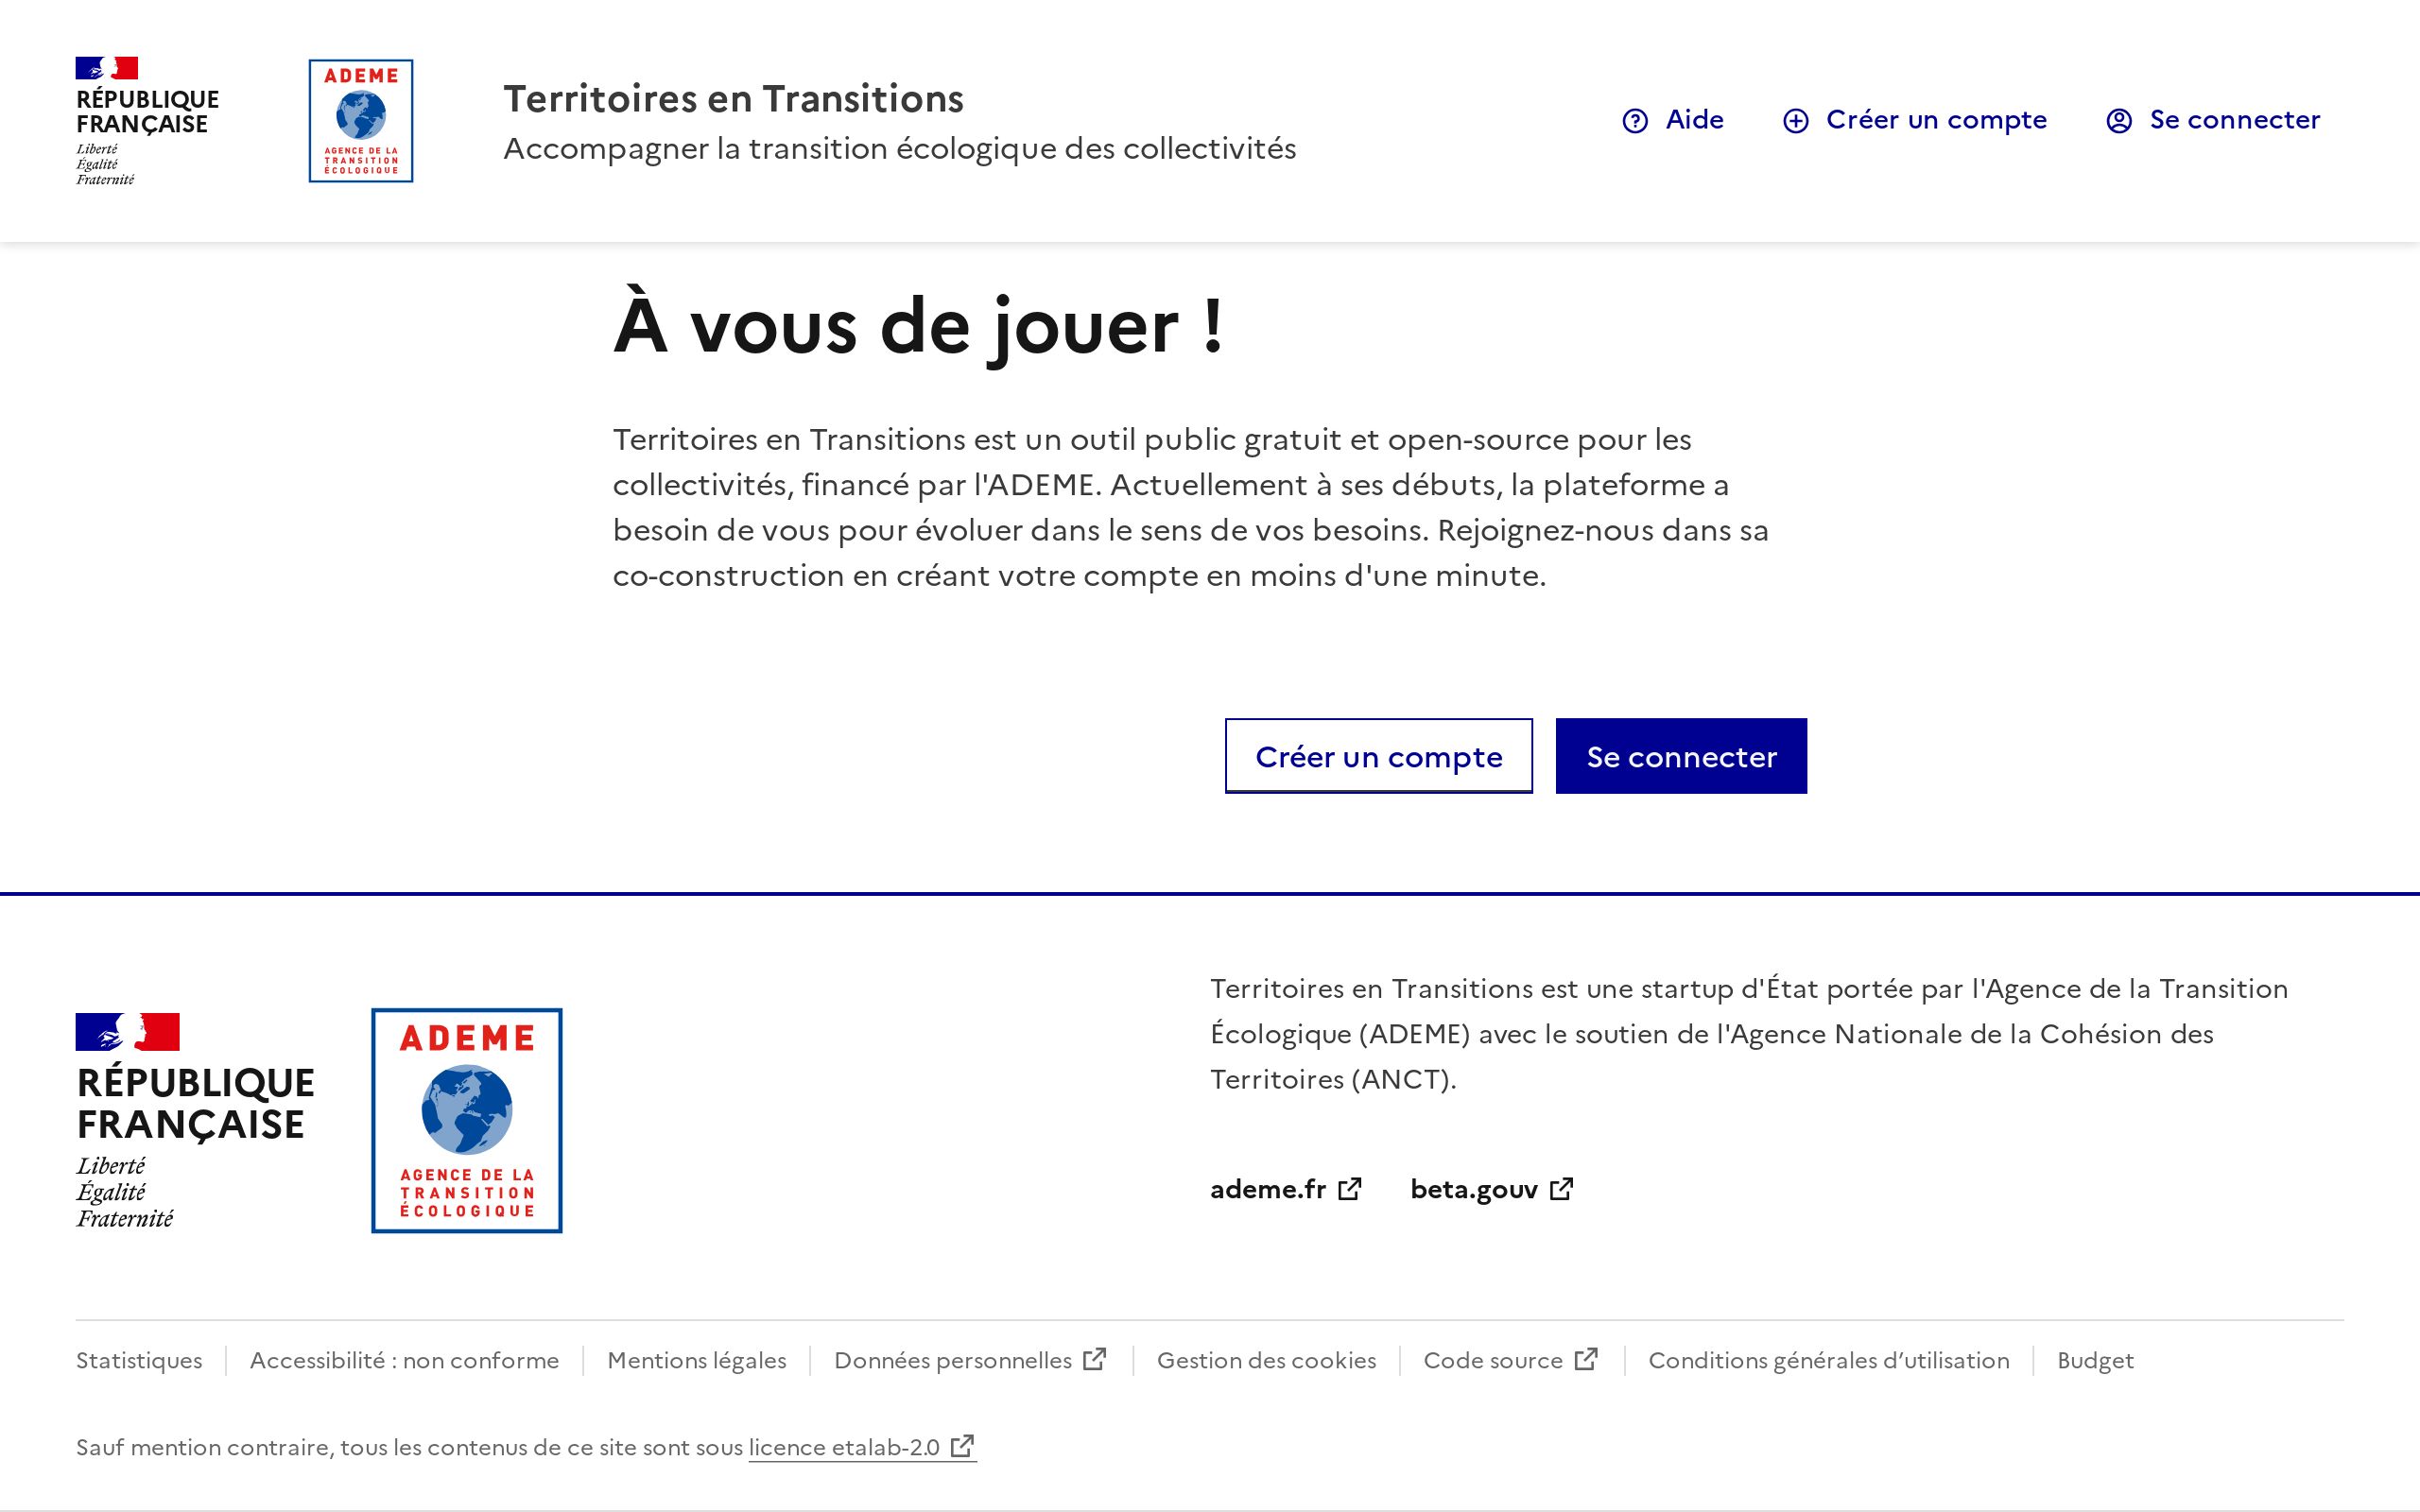 RÉPUBLIQUE
FRANÇAISE
Liberté
Égalité
Fraternité
ADEME
AGENCE DE LA
TRANSITION
ÉCOLOGIQUE
Territoires en Transitions
Accompagner la transition écologique des collectivités
Aide
Créer un compte
Se connecter
À vous de jouer !
Territoires en Transitions est un outil public gratuit et open-source pour les
collectivités, financé par l'ADEME. Actuellement à ses débuts, la plateforme a
besoin de vous pour évoluer dans le sens de vos besoins. Rejoignez-nous dans sa
co-construction en créant votre compte en moins d'une minute.
Créer un compte
Se connecter
RÉPUBLIQUE
FRANÇAISE
Liberté
Égalité
Fraternité
ADEME
AGENCE DE LA
TRANSITION
ÉCOLOGIQUE
Territoires en Transitions est une startup d'État portée par l'Agence de la Transition
Écologique (ADEME) avec le soutien de l'Agence Nationale de la Cohésion des
Territoires (ANCT).
ademe.fr
beta.gouv
Statistiques
Accessibilité : non conforme
Mentions légales
Données personnelles
Gestion des cookies
Code source
Conditions générales d’utilisation
Budget
Sauf mention contraire, tous les contenus de ce site sont sous licence etalab-2.0